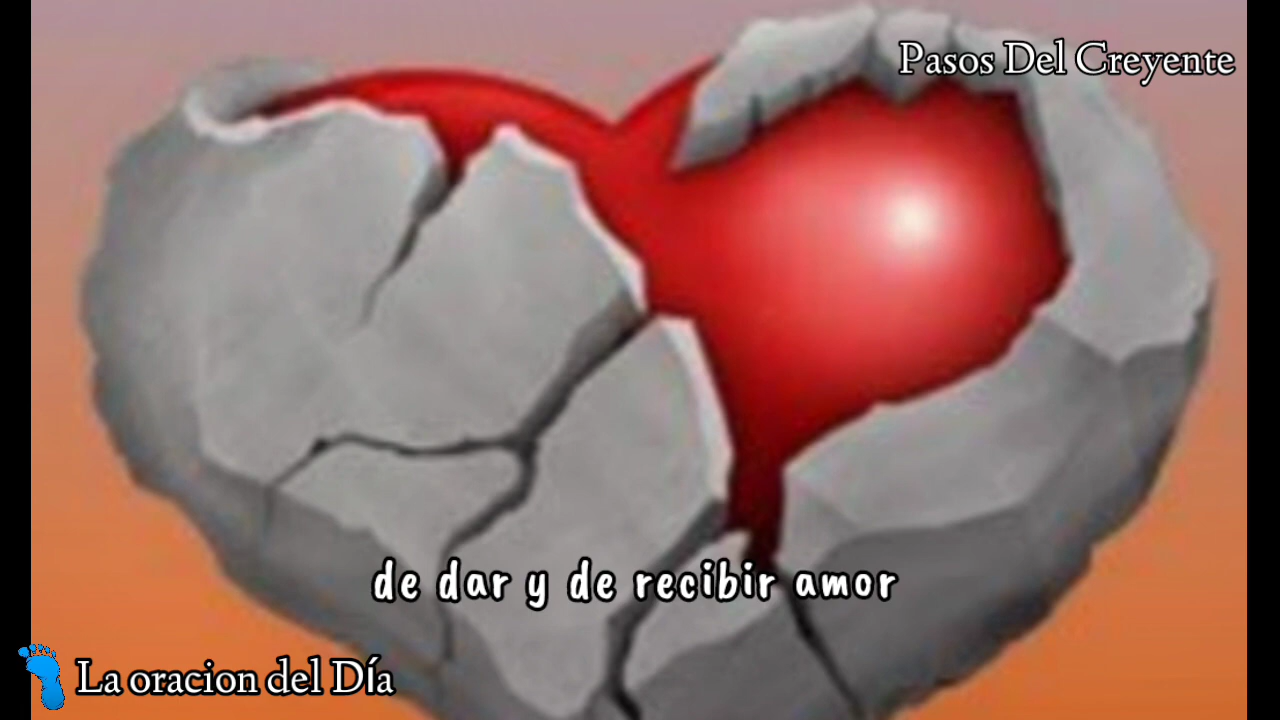 Pasos Del Creyente
de dar y de recibir amor
La oracion del Día